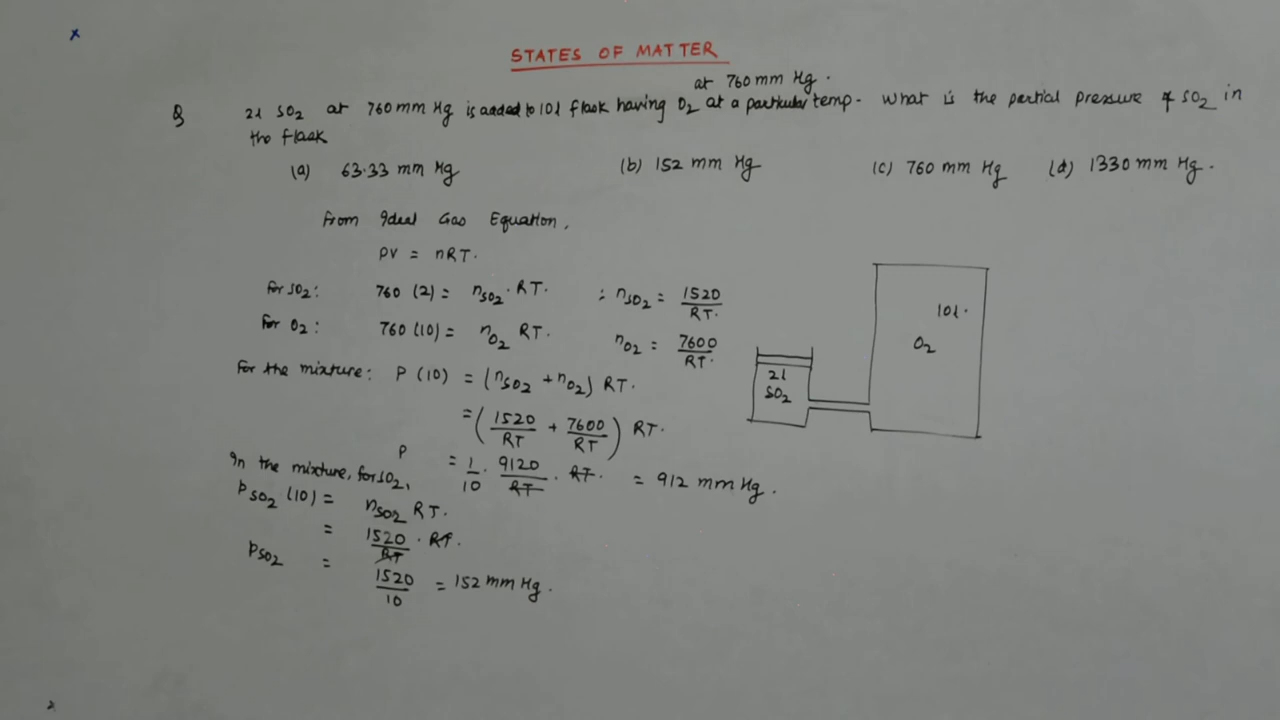 STATES OF MATTER
at 760 mm Hg.
Q 2l SO2 at 760 mm Hg is added to 10l flask having O2 at a particular temp. What is the partial pressure of SO2 in
the flask
(a) 63.33 mm Hg (b) 152 mm Hg (c) 760 mm Hg (d) 1330 mm Hg.
From Ideal Gas Equation,
PV = nRT.
For SO2: 760 (2) = nSO2 . RT. ∴ nSO2 = 1520/RT.
For O2: 760 (10) = nO2 RT. nO2 = 7600/RT.
For the mixture: P (10) = (nSO2 + nO2) RT.
= (1520/RT + 7600/RT) RT.
P = 1/10 . 9120/RT . RT. = 912 mm Hg.
In the mixture, for SO2,
PSO2 (10) = nSO2 RT.
= 1520/RT . RT.
PSO2 = 1520/10 = 152 mm Hg.
10l.
O2
2l
SO2